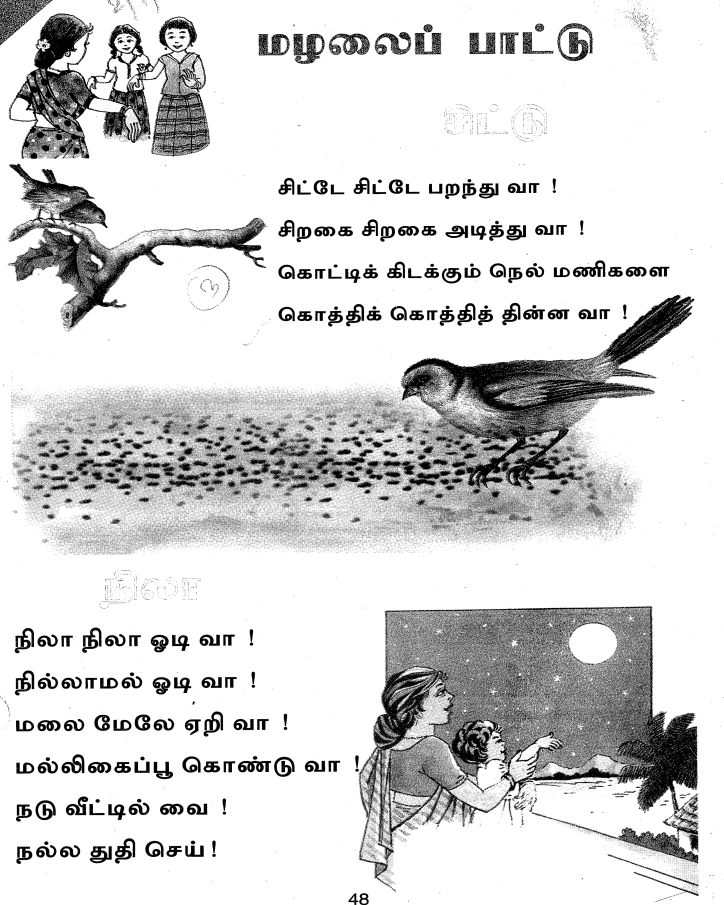 மழலைப் பாட்டு
சிட்டு
சிட்டே சிட்டே பறந்து வா !
சிறகை சிறகை அடித்து வா !
கொட்டிக் கிடக்கும் நெல் மணிகளை
கொத்திக் கொத்தித் தின்ன வா !
நிலா
நிலா நிலா ஓடி வா !
நில்லாமல் ஓடி வா !
மலை மேலே ஏறி வா !
மல்லிகைப்பூ கொண்டு வா !
நடு வீட்டில் வை !
நல்ல துதி செய் !
48